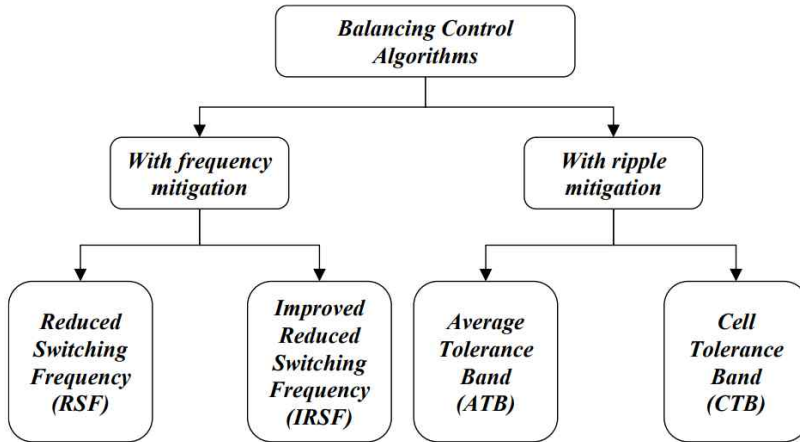 Balancing Control
Algorithms
With frequency
mitigation
With ripple
mitigation
Reduced
Switching
Frequency
(RSF)
Improved
Reduced
Switching
Frequency
(IRSF)
Average
Tolerance
Band
(ATB)
Cell
Tolerance
Band
(CTB)